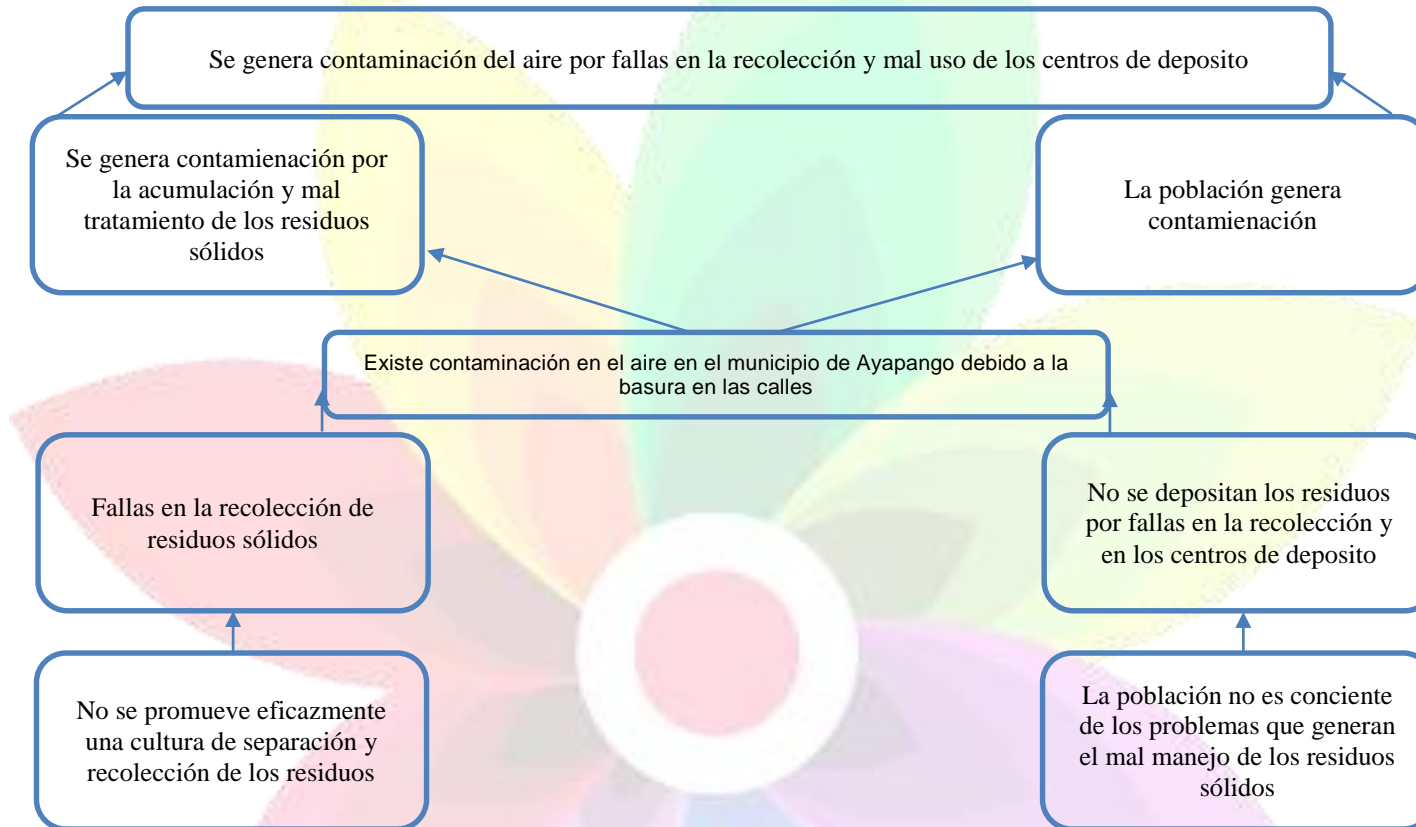 Se genera contaminación del aire por fallas en la recolección y mal uso de los centros de deposito
Se genera contamienación por
la acumulación y mal
tratamiento de los residuos
sólidos
La población genera
contamienación
Existe contaminación en el aire en el municipio de Ayapango debido a la
basura en las calles
Fallas en la recolección de
residuos sólidos
No se depositan los residuos
por fallas en la recolección y
en los centros de deposito
No se promueve eficazmente
una cultura de separación y
recolección de los residuos
La población no es conciente
de los problemas que generan
el mal manejo de los residuos
sólidos